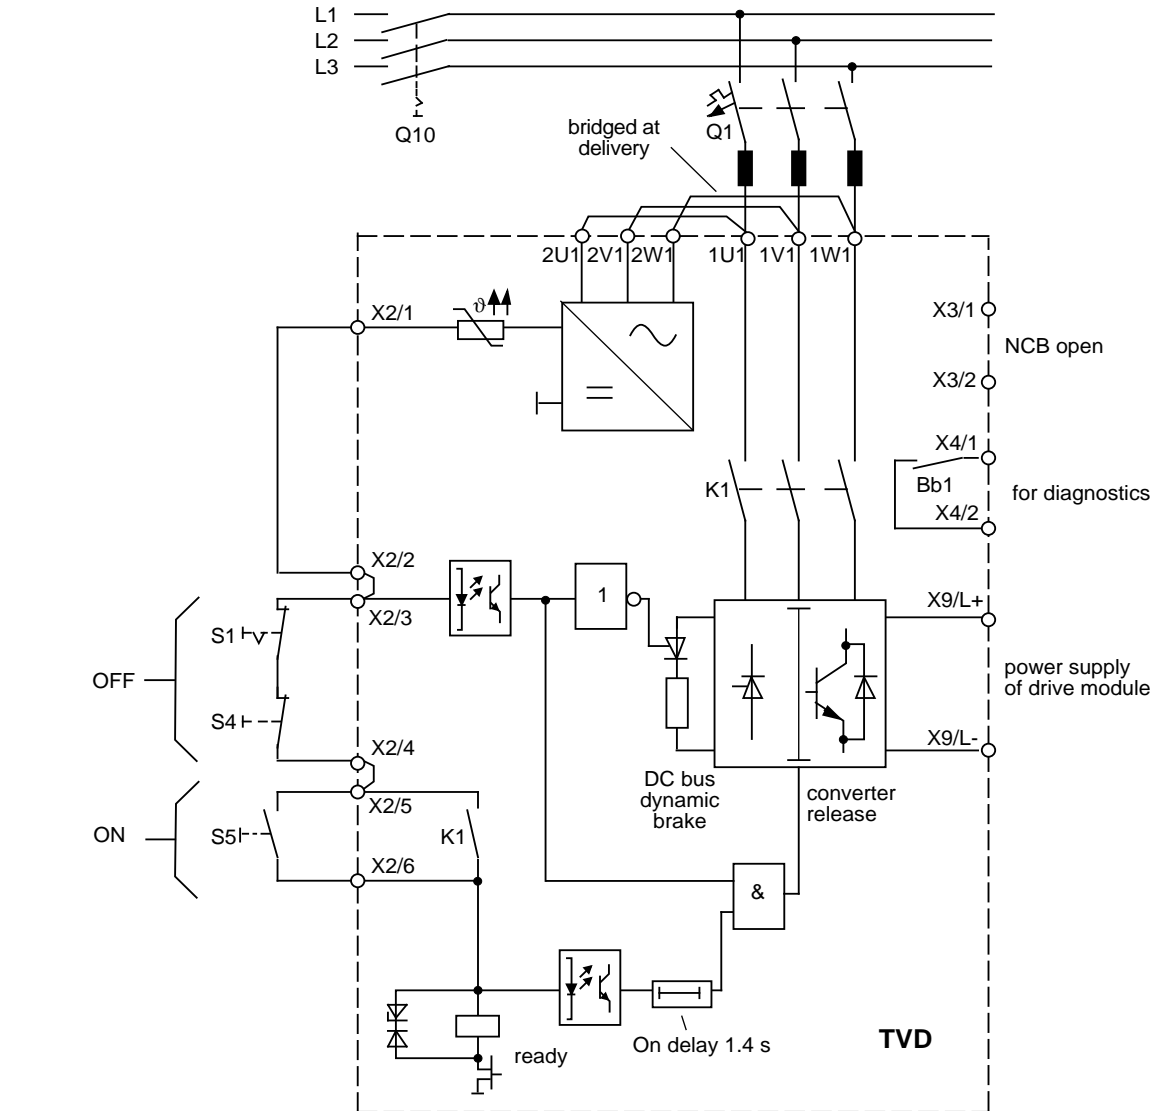 L1
L2
L3
Q10
Q1
bridged at
delivery
2U1 2V1 2W1 1U1 1V1 1W1
X2/1
ϑ
X3/1
NCB open
X3/2
X4/1
Bb1
for diagnostics
X4/2
K1
X2/2
X2/3
1
X9/L+
S1
OFF
S4
power supply
of drive module
X9/L-
X2/4
X2/5
DC bus
dynamic
brake
converter
release
ON
S5
K1
X2/6
&
ready
On delay 1.4 s
TVD